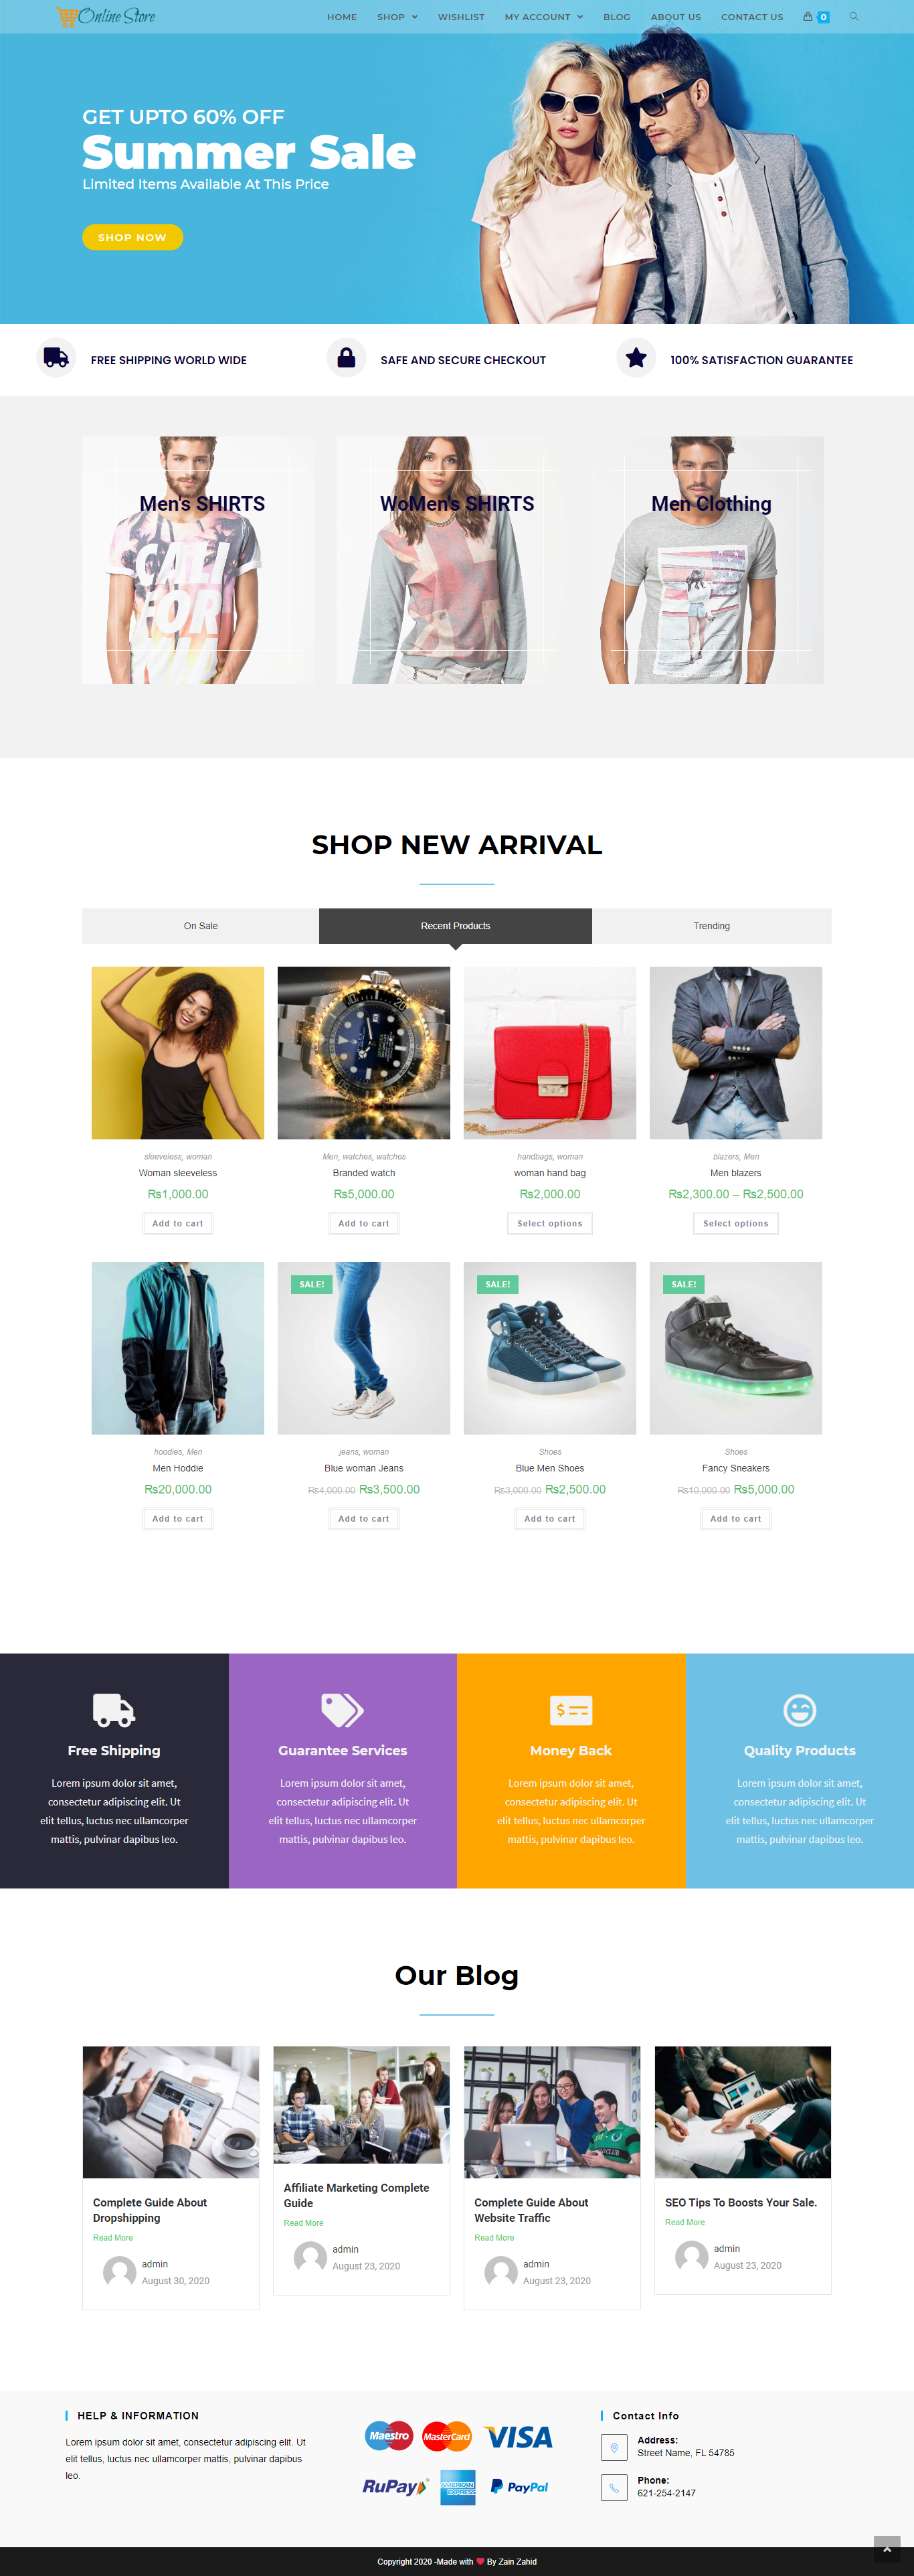 Online Store
HOME SHOP WISHLIST MY ACCOUNT BLOG ABOUT US CONTACT US 0
GET UPTO 60% OFF
Summer Sale
Limited Items Available At This Price
SHOP NOW
FREE SHIPPING WORLD WIDE
SAFE AND SECURE CHECKOUT
100% SATISFACTION GUARANTEE
Men's SHIRTS
WoMen's SHIRTS
Men Clothing
CALI
FOR
SHOP NEW ARRIVAL
On Sale Recent Products Trending
sleeveless, woman
Woman sleeveless
₨1,000.00
Add to cart
Men, watches, watches
Branded watch
₨5,000.00
Add to cart
handbags, woman
woman hand bag
₨2,000.00
Select options
blazers, Men
Men blazers
₨2,300.00 – ₨2,500.00
Select options
hoodies, Men
Men Hoddie
₨20,000.00
Add to cart
SALE!
jeans, woman
Blue woman Jeans
₨4,000.00 ₨3,500.00
Add to cart
SALE!
Shoes
Blue Men Shoes
₨3,000.00 ₨2,500.00
Add to cart
SALE!
Shoes
Fancy Sneakers
₨10,000.00 ₨5,000.00
Add to cart
Free Shipping
Lorem ipsum dolor sit amet,
consectetur adipiscing elit. Ut
elit tellus, luctus nec ullamcorper
mattis, pulvinar dapibus leo.
Guarantee Services
Lorem ipsum dolor sit amet,
consectetur adipiscing elit. Ut
elit tellus, luctus nec ullamcorper
mattis, pulvinar dapibus leo.
Money Back
Lorem ipsum dolor sit amet,
consectetur adipiscing elit. Ut
elit tellus, luctus nec ullamcorper
mattis, pulvinar dapibus leo.
Quality Products
Lorem ipsum dolor sit amet,
consectetur adipiscing elit. Ut
elit tellus, luctus nec ullamcorper
mattis, pulvinar dapibus leo.
Our Blog
Complete Guide About
Dropshipping
Read More
admin
August 30, 2020
Affiliate Marketing Complete
Guide
Read More
admin
August 23, 2020
Complete Guide About
Website Traffic
Read More
admin
August 23, 2020
SEO Tips To Boosts Your Sale.
Read More
admin
August 23, 2020
HELP & INFORMATION
Lorem ipsum dolor sit amet, consectetur adipiscing elit. Ut
elit tellus, luctus nec ullamcorper mattis, pulvinar dapibus
leo.
Maestro MasterCard VISA
RuPay AMERICAN EXPRESS PayPal
Contact Info
Address:
Street Name, FL 54785
Phone:
621-254-2147
Copyright 2020 -Made with ❤ By Zain Zahid